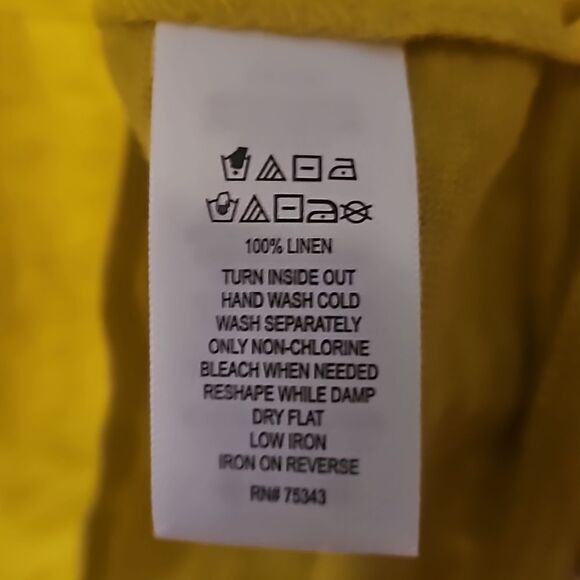 100% LINEN
TURN INSIDE OUT
HAND WASH COLD
WASH SEPARATELY
ONLY NON-CHLORINE
BLEACH WHEN NEEDED
RESHAPE WHILE DAMP
DRY FLAT
LOW IRON
IRON ON REVERSE
RN# 75343